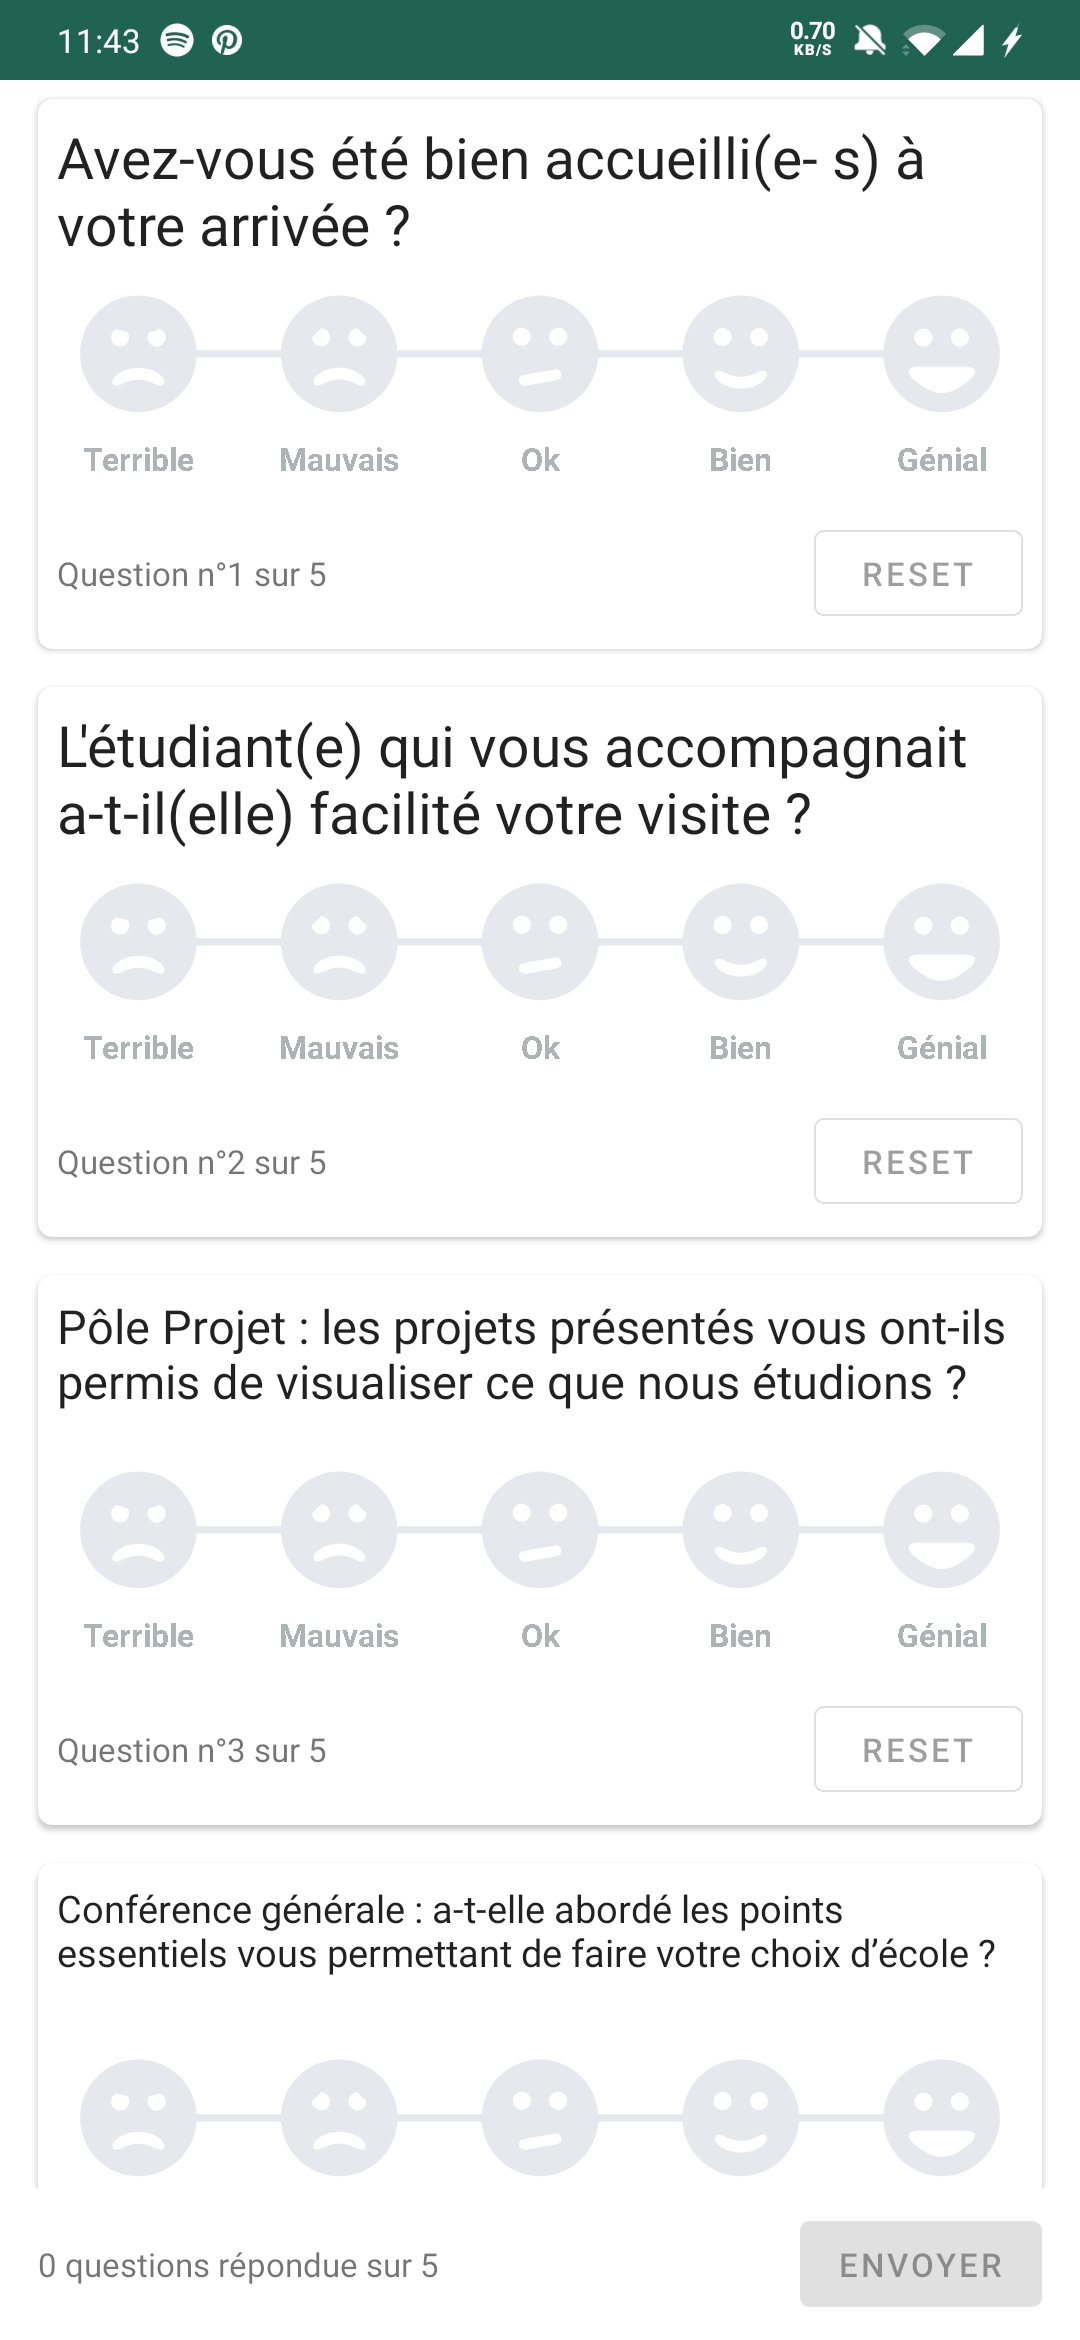 11:43
0.70
KB/S
Avez-vous été bien accueilli(e- s) à
votre arrivée ?
Terrible Mauvais Ok Bien Génial
Question n°1 sur 5 RESET
L'étudiant(e) qui vous accompagnait
a-t-il(elle) facilité votre visite ?
Terrible Mauvais Ok Bien Génial
Question n°2 sur 5 RESET
Pôle Projet : les projets présentés vous ont-ils
permis de visualiser ce que nous étudions ?
Terrible Mauvais Ok Bien Génial
Question n°3 sur 5 RESET
Conférence générale : a-t-elle abordé les points
essentiels vous permettant de faire votre choix d’école ?
0 questions répondue sur 5 ENVOYER